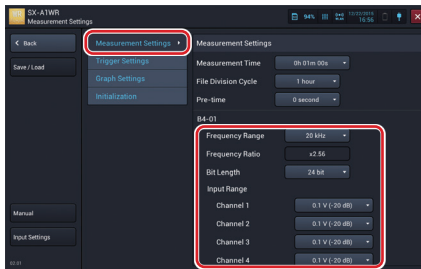 SX-A1WR
Measurement Settings
94%
16:56
Back
Save / Load
Manual
Input Settings
Measurement Settings
Trigger Settings
Graph Settings
Initialization
Measurement Settings
Measurement Time 0h 01m 00s
File Division Cycle 1 hour
Pre-time 0 second
B4-01
Frequency Range 20 kHz
Frequency Ratio x2.56
Bit Length 24 bit
Input Range
Channel 1 0.1 V (-20 dB)
Channel 2 0.1 V (-20 dB)
Channel 3 0.1 V (-20 dB)
Channel 4 0.1 V (-20 dB)